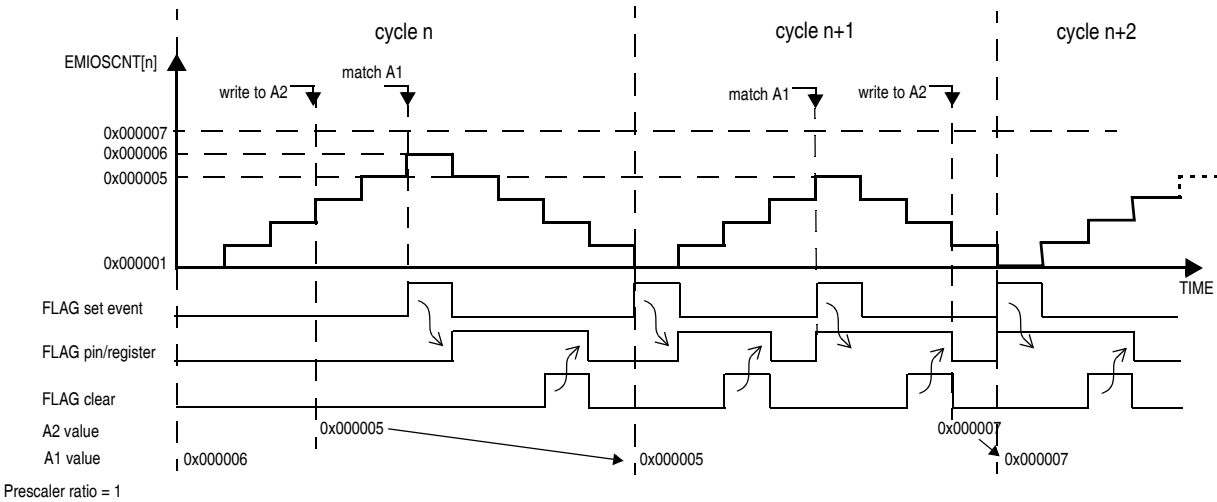 cycle n
cycle n+1
cycle n+2
EMIOSCNT[n]
write to A2
match A1
match A1
write to A2
0x000007
0x000006
0x000005
0x000001
TIME
FLAG set event
FLAG pin/register
FLAG clear
A2 value
0x000005
0x000007
A1 value
0x000006
0x000005
0x000007
Prescaler ratio = 1